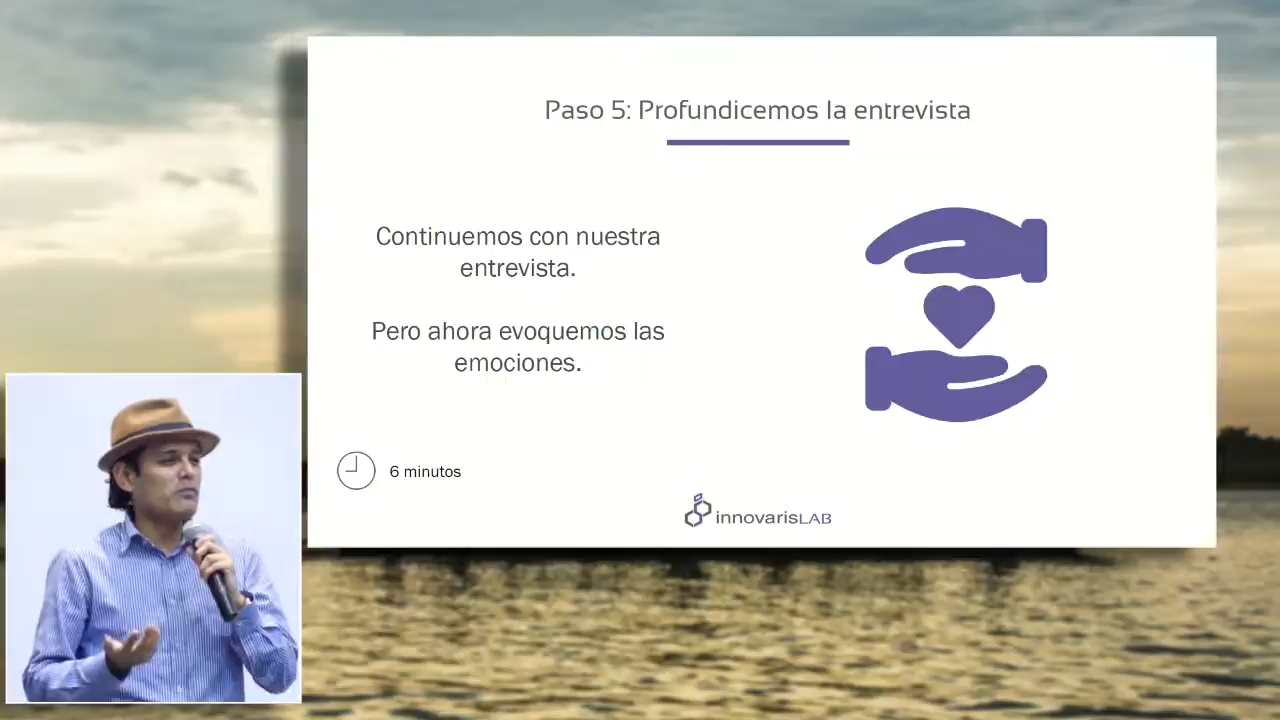 Paso 5: Profundicemos la entrevista
Continuemos con nuestra
entrevista.
Pero ahora evoquemos las
emociones.
6 minutos
innovarisLAB